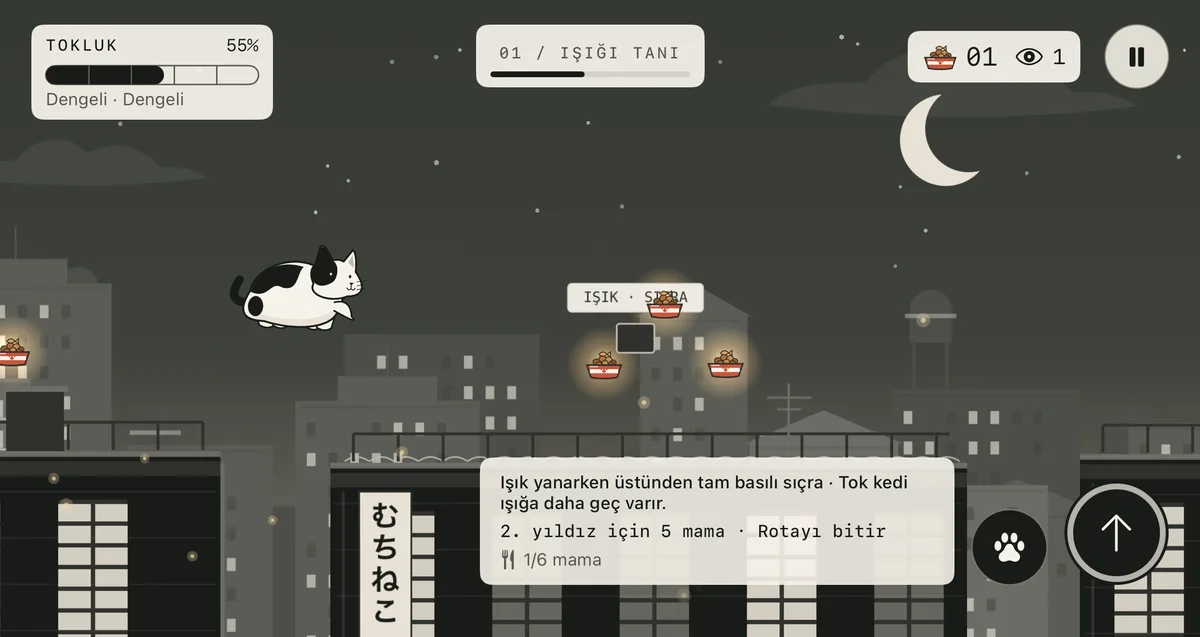 TOKLUK 55%
Dengeli · Dengeli
01 / IŞIĞI TANI
01 1
IŞIK · SIÇRA
むちねこ
Işık yanarken üstünden tam basılı sıçra · Tok kedi
ışığa daha geç varır.
2. yıldız için 5 mama · Rotayı bitir
1/6 mama